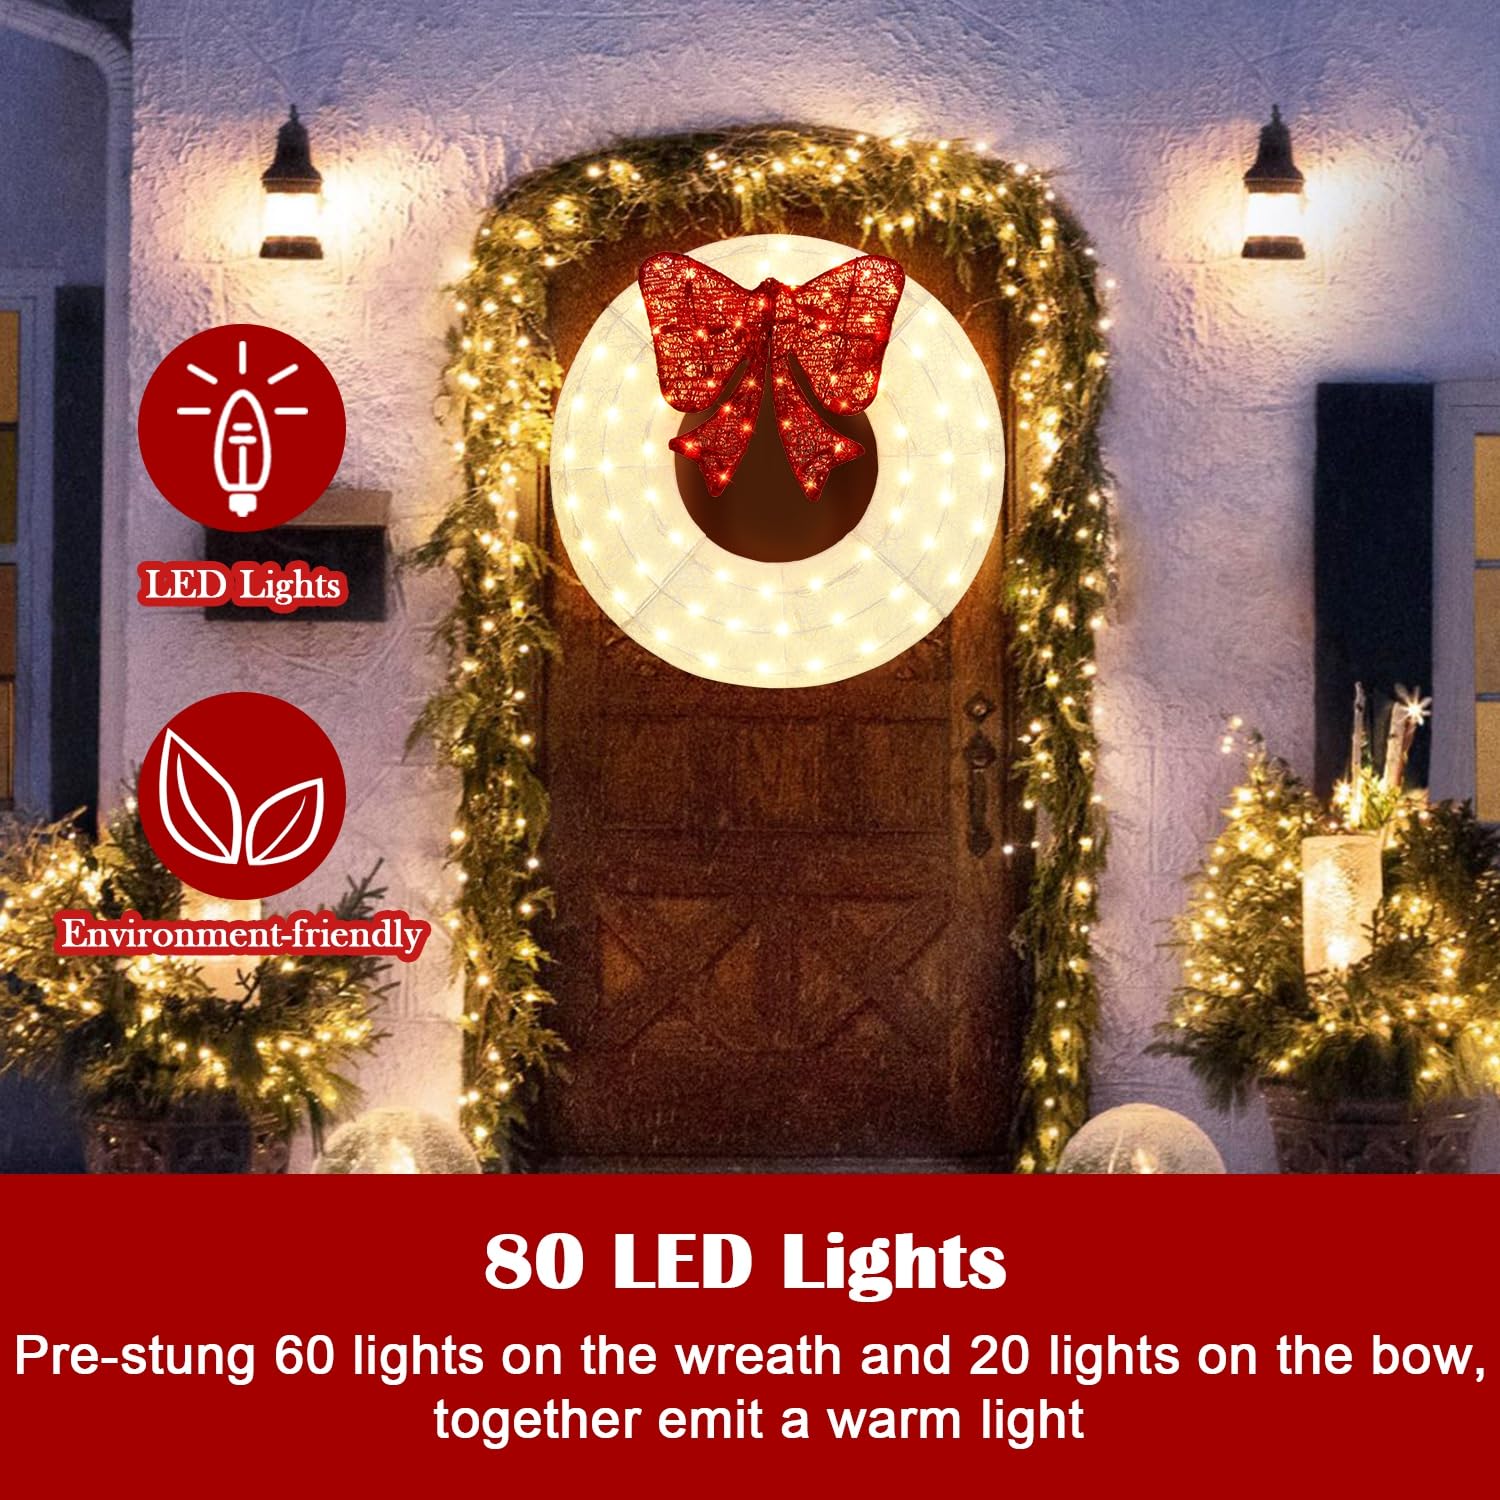 LED Lights
Environment-friendly
80 LED Lights
Pre-stung 60 lights on the wreath and 20 lights on the bow,
together emit a warm light